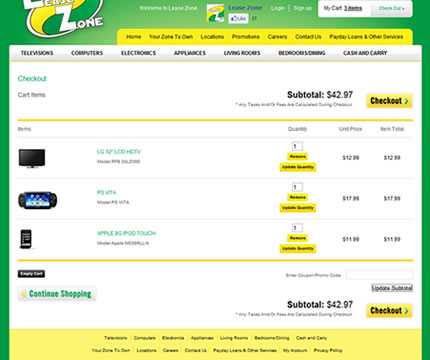 LEASE
ZONE
Welcome to Lease Zone
Lease Zone
Like 37
Login | Sign up
My Cart: 3 items
Check Out »
Home Your Zone To Own Locations Promotions Careers Contact Us Payday Loans & Other Services
TELEVISIONS COMPUTERS ELECTRONICS APPLIANCES LIVING ROOMS BEDROOMS/DINING CASH AND CARRY
Checkout
Cart Items
Subtotal: $42.97
* Any Taxes And/Or Fees Are Calculated During Checkout.
Checkout
Items Quantity Unit Price Item Total
LG 32" LCD HDTV
1
Remove
Update Quantity
$12.99 $12.99
PS VITA
Model PS VITA
1
Remove
Update Quantity
$17.99 $17.99
APPLE 8G IPOD TOUCH
1
Remove
Update Quantity
$11.99 $11.99
Empty Cart
Enter Coupon/Promo Code:
Update Subtotal
Continue Shopping
Subtotal: $42.97
* Any Taxes And/Or Fees Are Calculated During Checkout.
Checkout
Televisions | Computers | Electronics | Appliances | Living Rooms | Bedrooms/Dining | Cash and Carry
Your Zone To Own | Locations | Careers | Contact Us | Payday Loans & Other Services | My Account | Privacy Policy